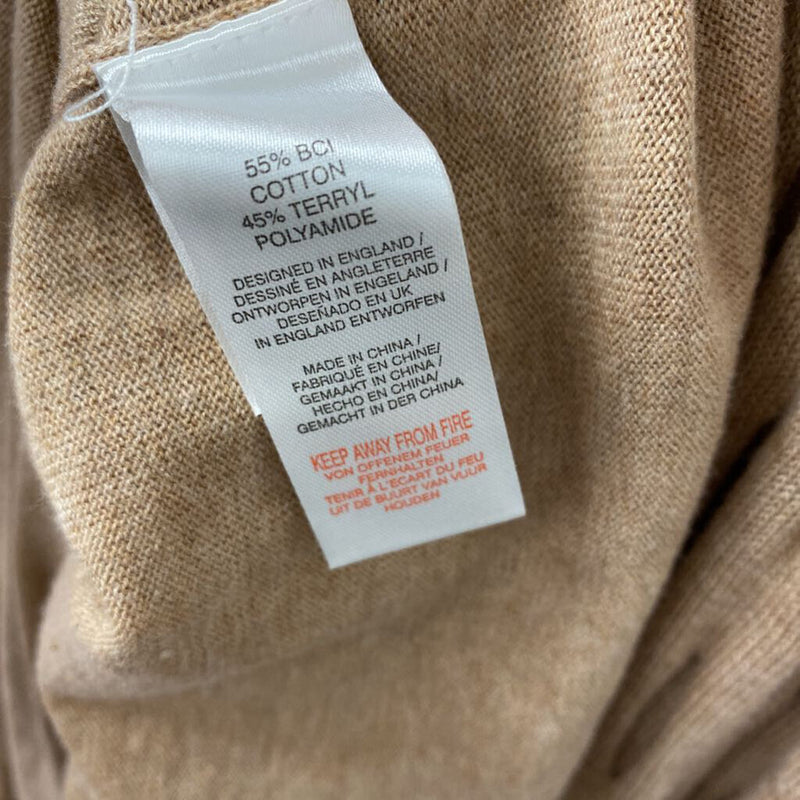 55% BCI
COTTON
45% TERRYL
POLYAMIDE
DESIGNED IN ENGLAND /
DESSINÉ EN ANGLETERRE
ONTWORPEN IN ENGELAND /
DESEÑADO EN UK
IN ENGLAND ENTWORFEN
MADE IN CHINA /
FABRIQUÉ EN CHINE/
GEMAAKT IN CHINA /
HECHO EN CHINA/
GEMACHT IN DER CHINA
KEEP AWAY FROM FIRE
VON OFFENEM FEUER
FERNHALTEN
TENIR À L'ECART DU FEU
UIT DE BUURT VAN VUUR
HOUDEN